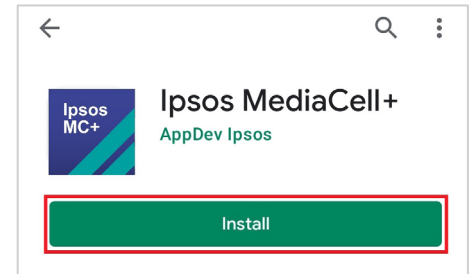 Ipsos
MC+
Ipsos MediaCell+
AppDev Ipsos
Install